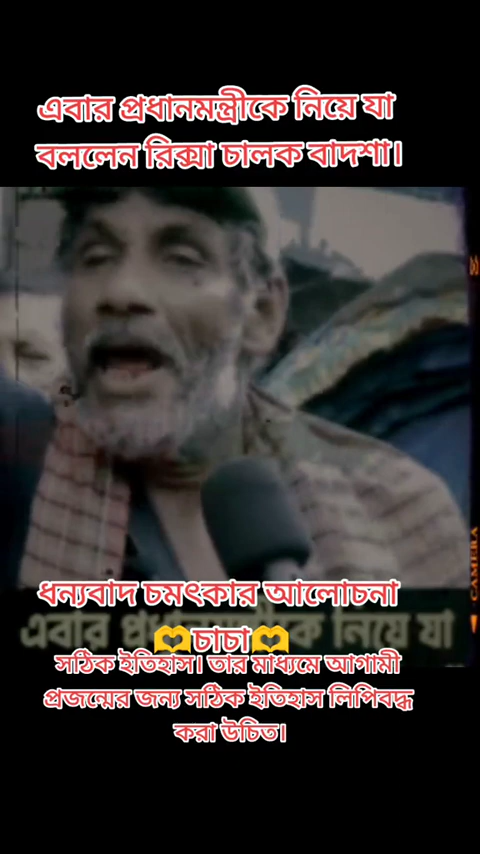 এবার প্রধানমন্ত্রীকে নিয়ে যা
বললেন রিক্সা চালক বাদশা।
CAMERA
ধন্যবাদ চমৎকার আলোচনা
🫶চাচা🫶
এবার প্র ক নিয়ে যা
সঠিক ইতিহাস। তার মাধ্যমে আগামী
প্রজন্মের জন্য সঠিক ইতিহাস লিপিবদ্ধ
করা উচিত।